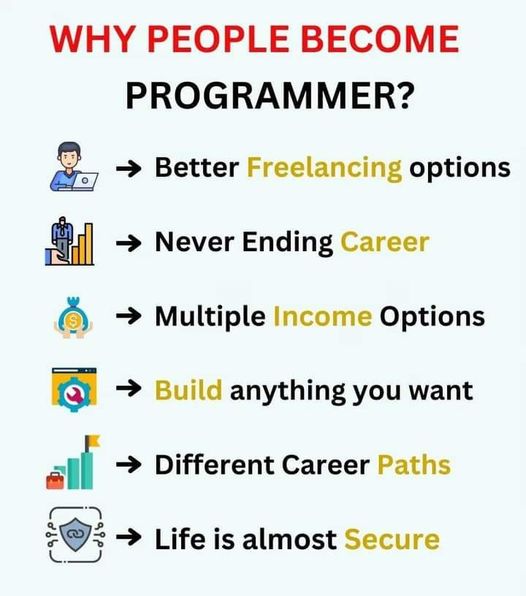 WHY PEOPLE BECOME
PROGRAMMER?
→ Better Freelancing options
→ Never Ending Career
→ Multiple Income Options
→ Build anything you want
→ Different Career Paths
→ Life is almost Secure